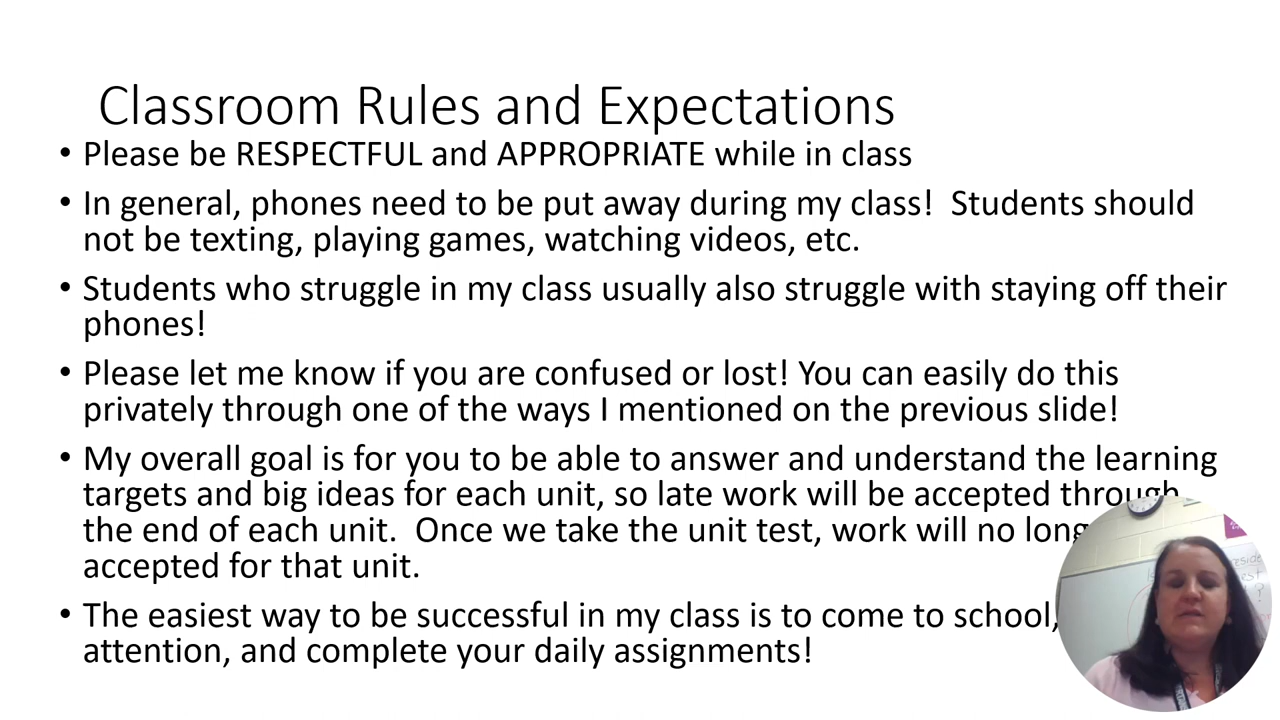 Classroom Rules and Expectations
• Please be RESPECTFUL and APPROPRIATE while in class
• In general, phones need to be put away during my class!  Students should
not be texting, playing games, watching videos, etc.
• Students who struggle in my class usually also struggle with staying off their
phones!
• Please let me know if you are confused or lost! You can easily do this
privately through one of the ways I mentioned on the previous slide!
• My overall goal is for you to be able to answer and understand the learning
targets and big ideas for each unit, so late work will be accepted through
the end of each unit.  Once we take the unit test, work will no
accepted for that unit.
• The easiest way to be successful in my class is to come to school,
attention, and complete your daily assignments!